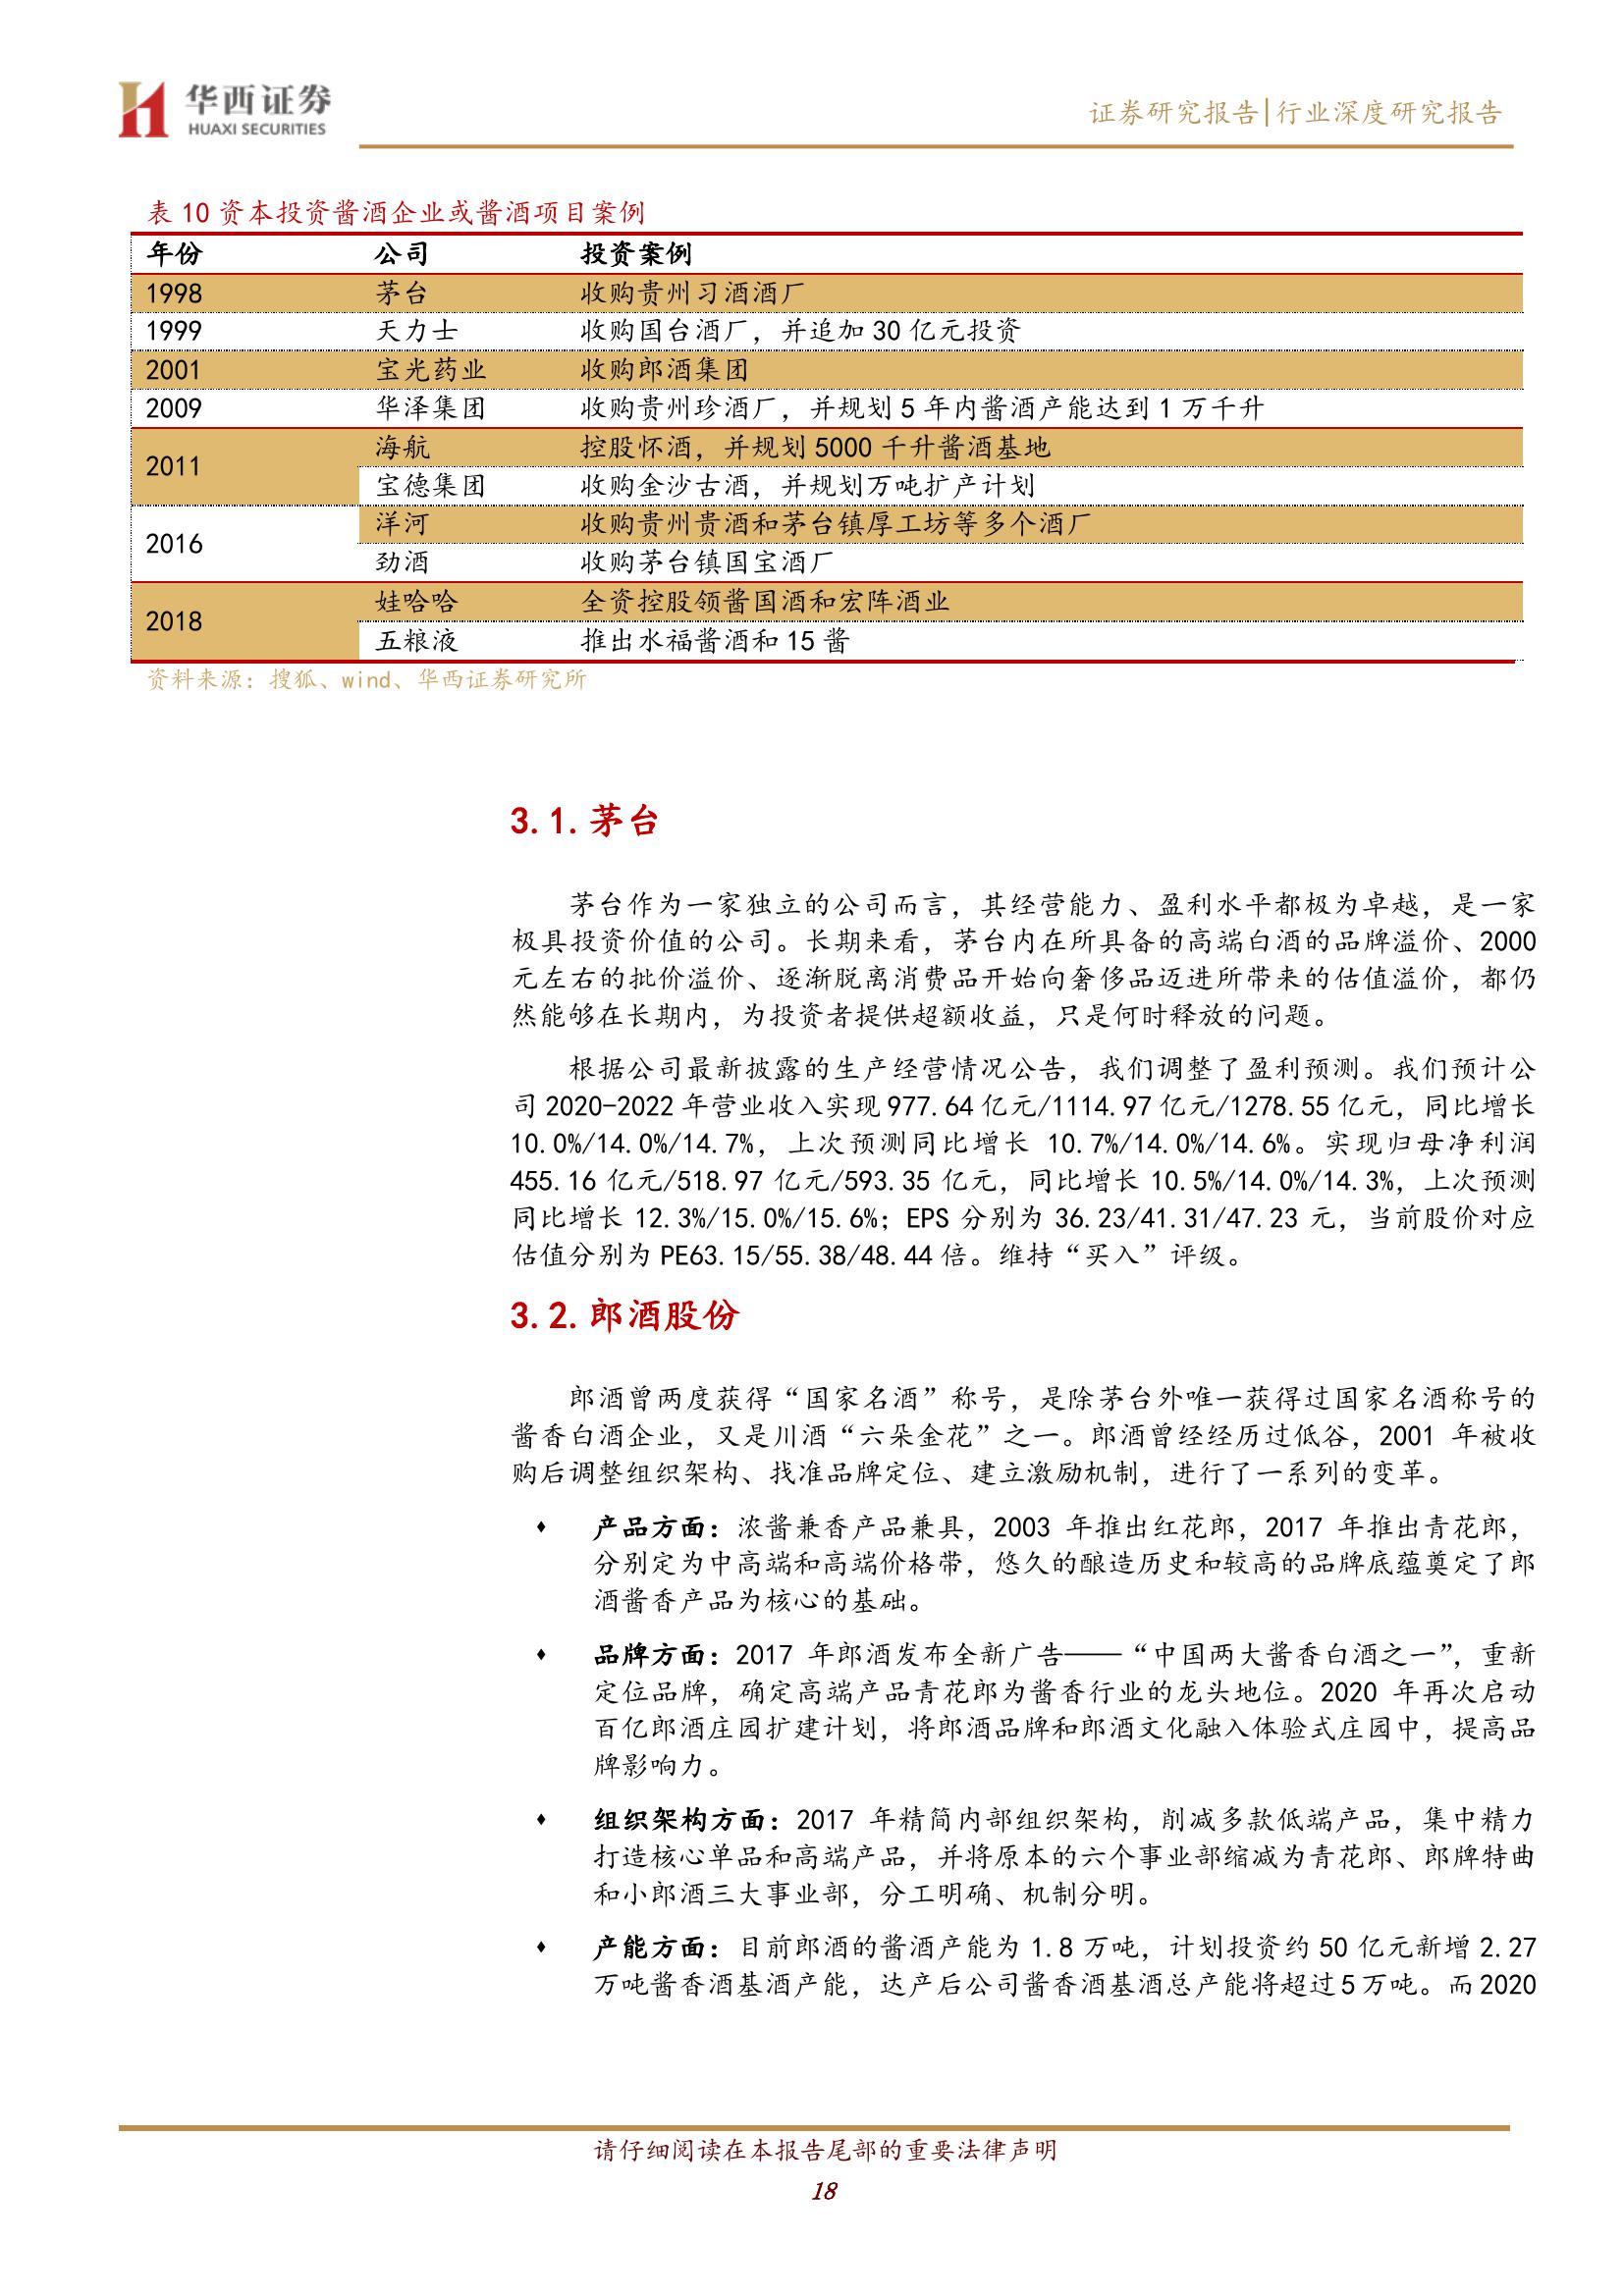 华西证券
HUAXI SECURITIES
证券研究报告|行业深度研究报告
表 10 资本投资酱酒企业或酱酒项目案例
年份 公司 投资案例
1998 茅台 收购贵州习酒酒厂
1999 天力士 收购国台酒厂，并追加 30 亿元投资
2001 宝光药业 收购郎酒集团
2009 华泽集团 收购贵州珍酒厂，并规划 5 年内酱酒产能达到 1 万千升
2011 海航 控股怀酒，并规划 5000 千升酱酒基地
宝德集团 收购金沙古酒，并规划万吨扩产计划
2016 洋河 收购贵州贵酒和茅台镇厚工坊等多个酒厂
劲酒 收购茅台镇国宝酒厂
2018 娃哈哈 全资控股领酱国酒和宏阵酒业
五粮液 推出水福酱酒和 15 酱
资料来源：搜狐、wind、华西证券研究所
3.1.茅台
茅台作为一家独立的公司而言，其经营能力、盈利水平都极为卓越，是一家
极具投资价值的公司。长期来看，茅台内在所具备的高端白酒的品牌溢价、2000
元左右的批价溢价、逐渐脱离消费品开始向奢侈品迈进所带来的估值溢价，都仍
然能够在长期内，为投资者提供超额收益，只是何时释放的问题。
根据公司最新披露的生产经营情况公告，我们调整了盈利预测。我们预计公
司 2020-2022 年营业收入实现 977.64 亿元/1114.97 亿元/1278.55 亿元，同比增长
10.0%/14.0%/14.7%，上次预测同比增长 10.7%/14.0%/14.6%。实现归母净利润
455.16 亿元/518.97 亿元/593.35 亿元，同比增长 10.5%/14.0%/14.3%，上次预测
同比增长 12.3%/15.0%/15.6%；EPS 分别为 36.23/41.31/47.23 元，当前股价对应
估值分别为 PE63.15/55.38/48.44 倍。维持“买入”评级。
3.2.郎酒股份
郎酒曾两度获得“国家名酒”称号，是除茅台外唯一获得过国家名酒称号的
酱香白酒企业，又是川酒“六朵金花”之一。郎酒曾经经历过低谷，2001 年被收
购后调整组织架构、找准品牌定位、建立激励机制，进行了一系列的变革。
♦ 产品方面：浓酱兼香产品兼具，2003 年推出红花郎，2017 年推出青花郎，
分别定为中高端和高端价格带，悠久的酿造历史和较高的品牌底蕴奠定了郎
酒酱香产品为核心的基础。
♦ 品牌方面：2017 年郎酒发布全新广告——“中国两大酱香白酒之一”，重新
定位品牌，确定高端产品青花郎为酱香行业的龙头地位。2020 年再次启动
百亿郎酒庄园扩建计划，将郎酒品牌和郎酒文化融入体验式庄园中，提高品
牌影响力。
♦ 组织架构方面：2017 年精简内部组织架构，削减多款低端产品，集中精力
打造核心单品和高端产品，并将原本的六个事业部缩减为青花郎、郎牌特曲
和小郎酒三大事业部，分工明确、机制分明。
♦ 产能方面：目前郎酒的酱酒产能为 1.8 万吨，计划投资约 50 亿元新增 2.27
万吨酱香酒基酒产能，达产后公司酱香酒基酒总产能将超过 5 万吨。而 2020
请仔细阅读在本报告尾部的重要法律声明
18